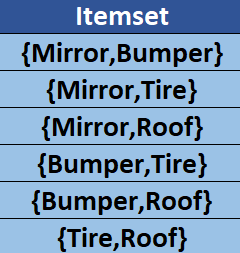 Itemset
{Mirror,Bumper}
{Mirror,Tire}
{Mirror,Roof}
{Bumper,Tire}
{Bumper,Roof}
{Tire,Roof}